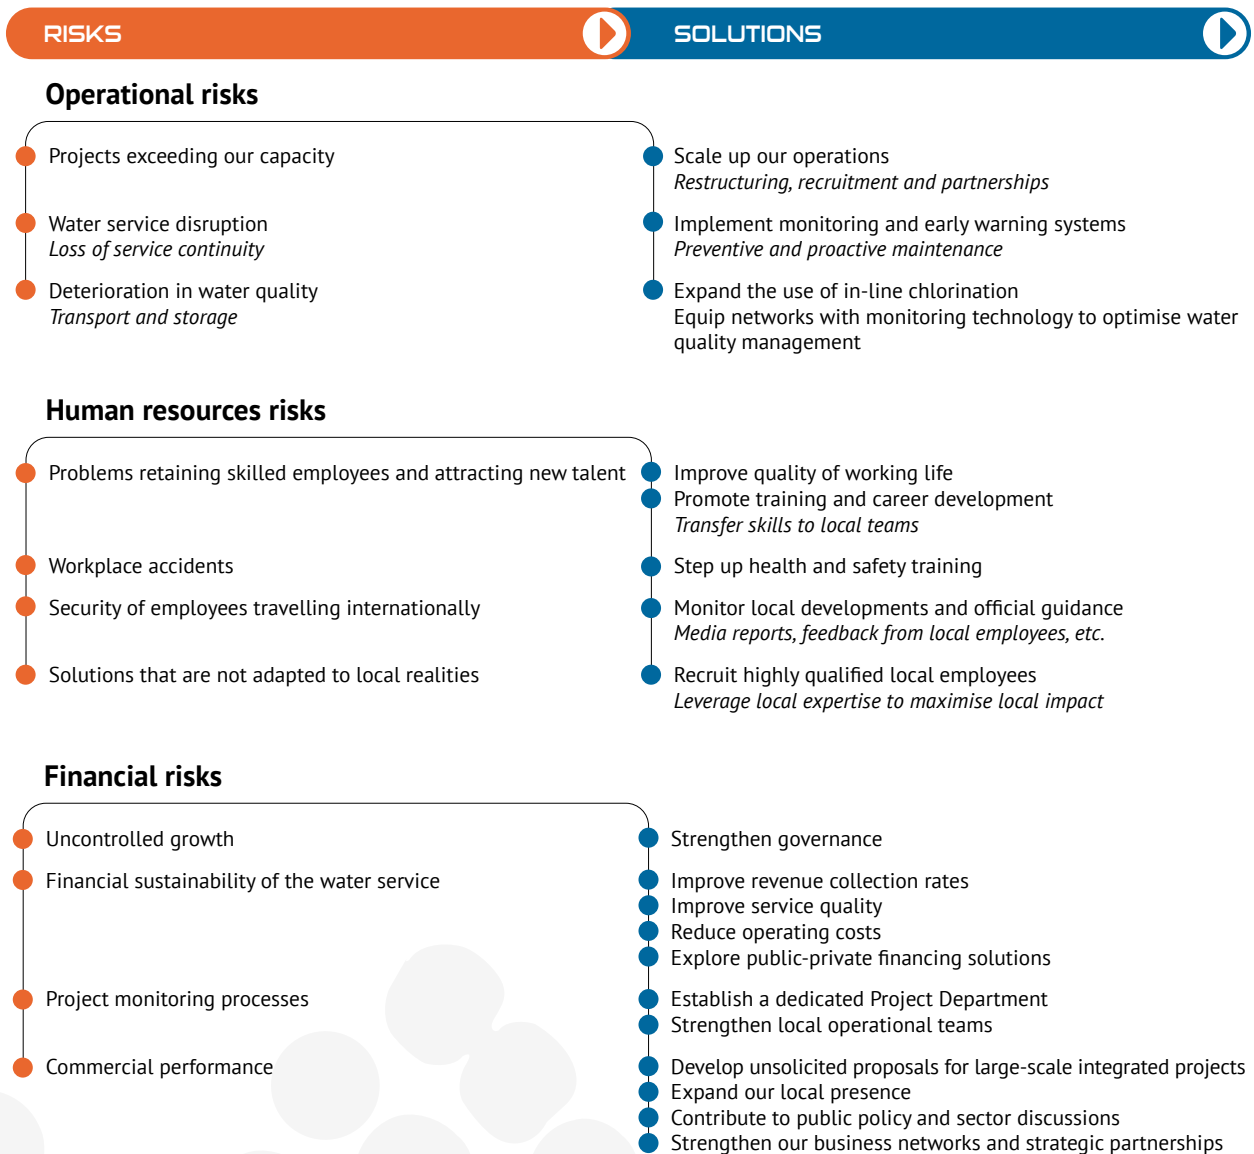 RISKS
SOLUTIONS
Operational risks
Projects exceeding our capacity
Scale up our operations
Restructuring, recruitment and partnerships
Water service disruption
Loss of service continuity
Implement monitoring and early warning systems
Preventive and proactive maintenance
Deterioration in water quality
Transport and storage
Expand the use of in-line chlorination
Equip networks with monitoring technology to optimise water
quality management
Human resources risks
Problems retaining skilled employees and attracting new talent
Improve quality of working life
Promote training and career development
Transfer skills to local teams
Workplace accidents
Step up health and safety training
Security of employees travelling internationally
Monitor local developments and official guidance
Media reports, feedback from local employees, etc.
Solutions that are not adapted to local realities
Recruit highly qualified local employees
Leverage local expertise to maximise local impact
Financial risks
Uncontrolled growth
Strengthen governance
Financial sustainability of the water service
Improve revenue collection rates
Improve service quality
Reduce operating costs
Explore public-private financing solutions
Project monitoring processes
Establish a dedicated Project Department
Strengthen local operational teams
Commercial performance
Develop unsolicited proposals for large-scale integrated projects
Expand our local presence
Contribute to public policy and sector discussions
Strengthen our business networks and strategic partnerships